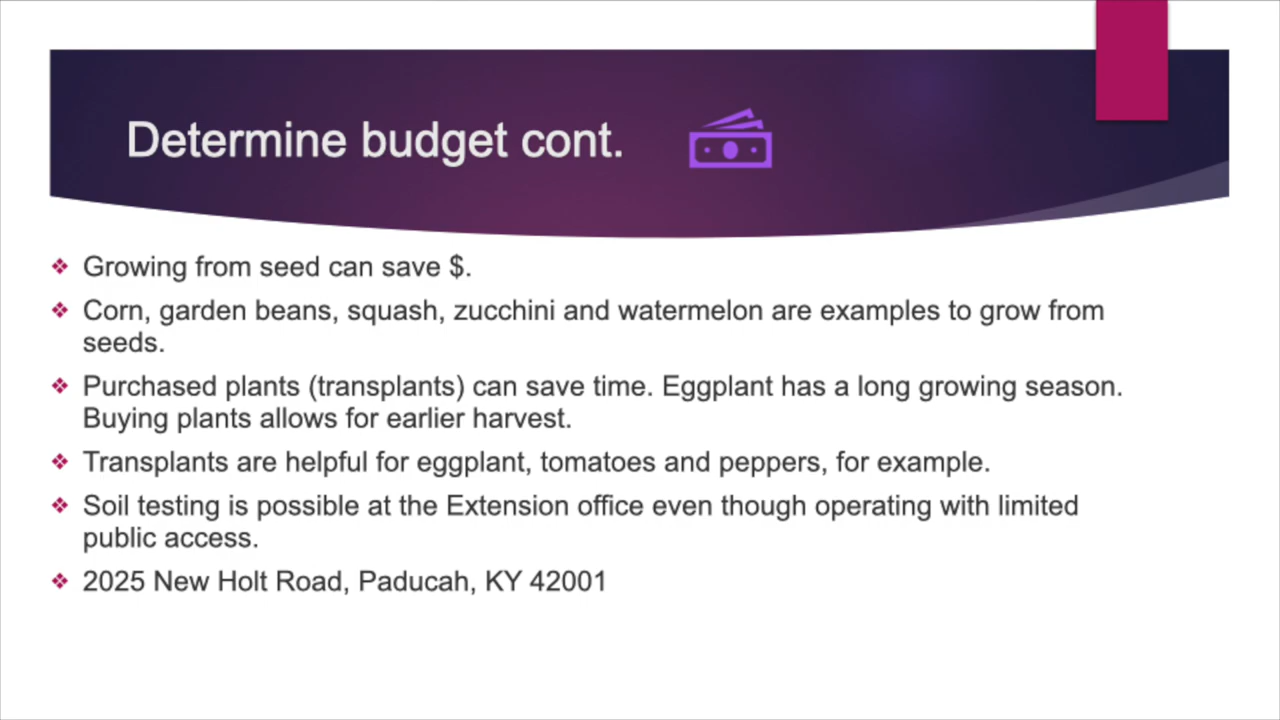 Determine budget cont.
Growing from seed can save $.
Corn, garden beans, squash, zucchini and watermelon are examples to grow from
seeds.
Purchased plants (transplants) can save time. Eggplant has a long growing season.
Buying plants allows for earlier harvest.
Transplants are helpful for eggplant, tomatoes and peppers, for example.
Soil testing is possible at the Extension office even though operating with limited
public access.
2025 New Holt Road, Paducah, KY 42001